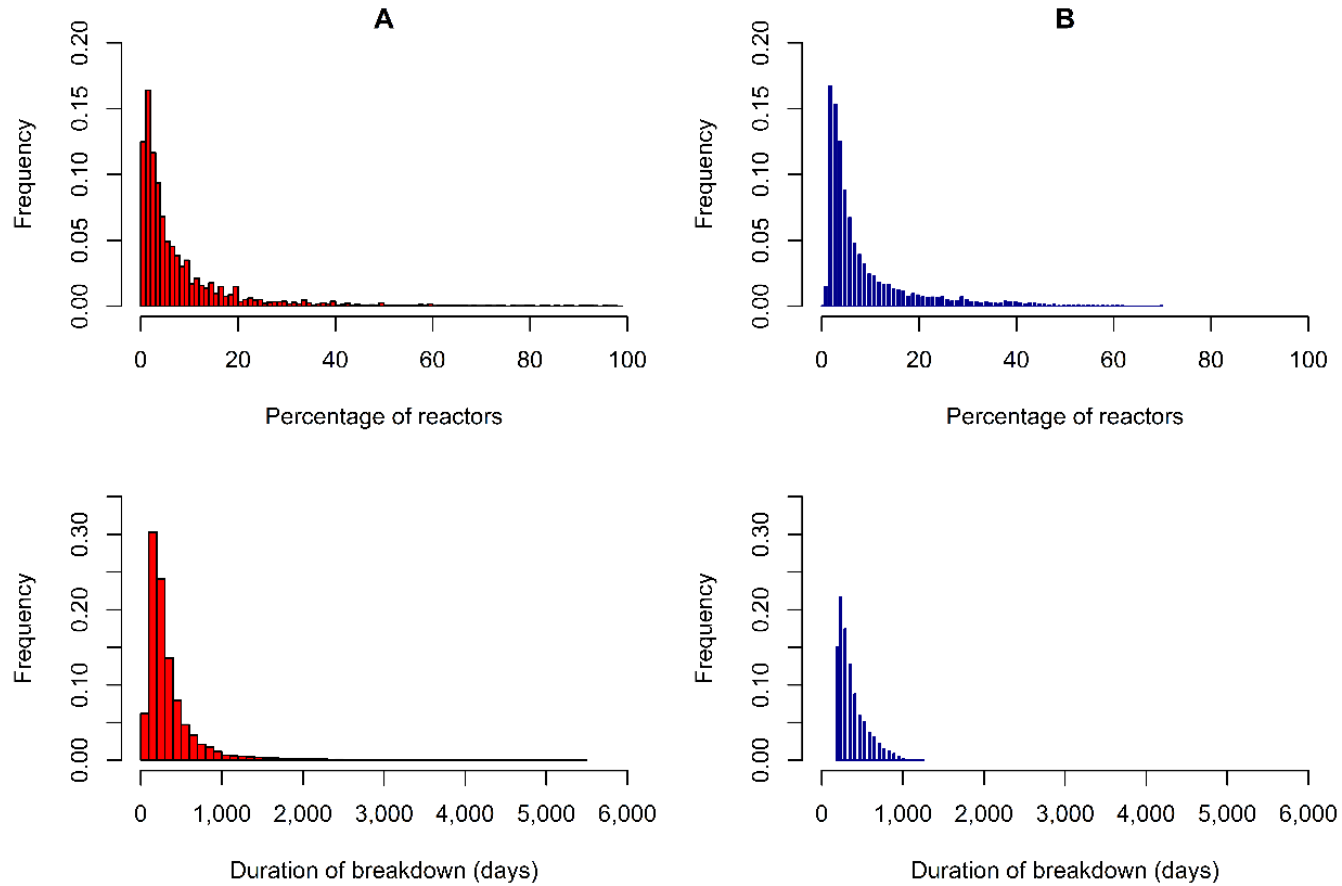 A
Frequency
0.00 0.05 0.10 0.15 0.20
0 20 40 60 80 100
Percentage of reactors
B
Frequency
0.00 0.05 0.10 0.15 0.20
0 20 40 60 80 100
Percentage of reactors
Frequency
0.00 0.10 0.20 0.30
0 1,000 2,000 3,000 4,000 5,000 6,000
Duration of breakdown (days)
Frequency
0.00 0.10 0.20 0.30
0 1,000 2,000 3,000 4,000 5,000 6,000
Duration of breakdown (days)